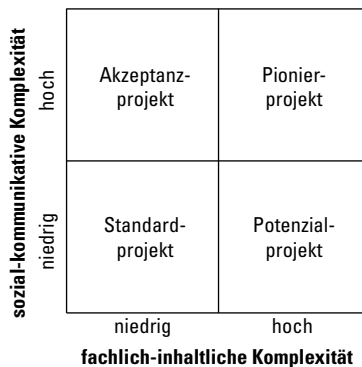 sozial-kommunikative Komplexität
hoch
niedrig
Akzeptanz-
projekt
Pionier-
projekt
Standard-
projekt
Potenzial-
projekt
niedrig
hoch
fachlich-inhaltliche Komplexität